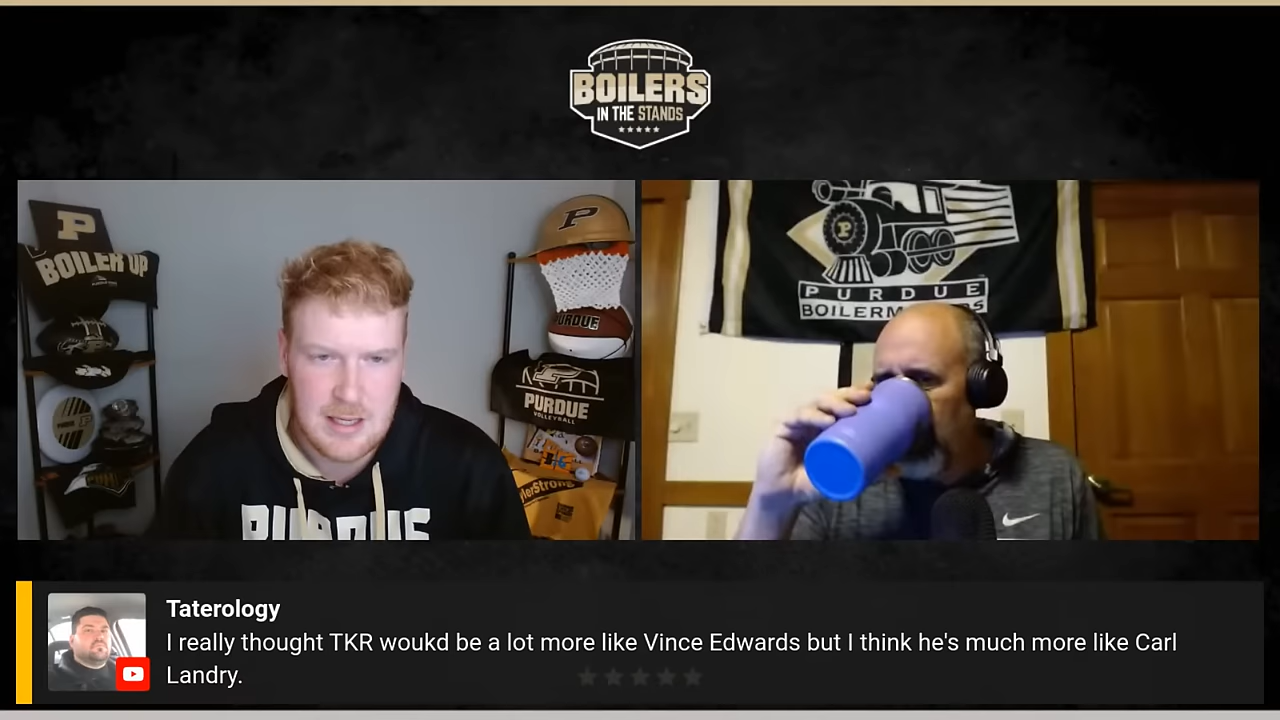 BOILERS
IN THE STANDS
P
BOILER UP
P
PURDUE
PURDUE
VOLLEYBALL
PURDUE
P
PURDUE
Taterology
I really thought TKR woukd be a lot more like Vince Edwards but I think he's much more like Carl
Landry.